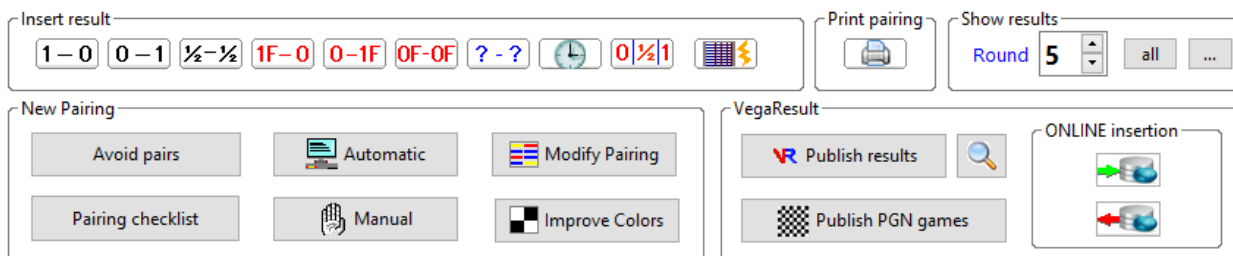 Insert result
1-0 0-1 ½-½ 1F-0 0-1F 0F-0F ? - ? 0|½|1
Print pairing
Show results
Round 5 all ...
New Pairing
Avoid pairs Automatic Modify Pairing
Pairing checklist Manual Improve Colors
VegaResult
VR Publish results
Publish PGN games
ONLINE insertion